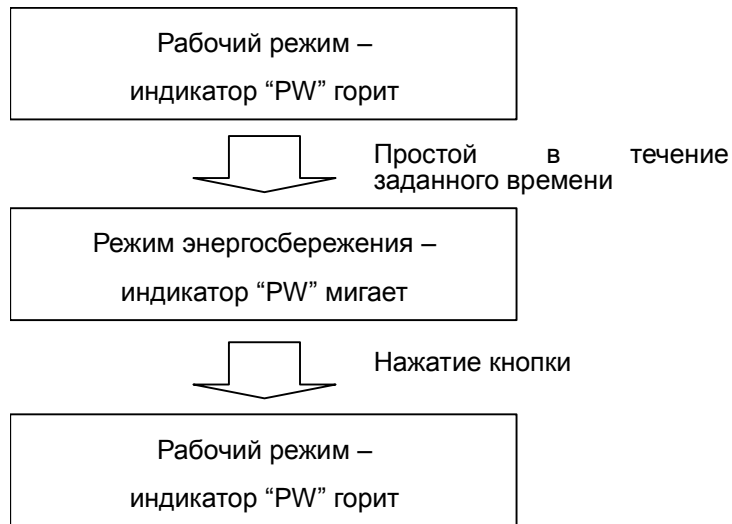 Рабочий режим –
индикатор “PW” горит
Простой в течение
заданного времени
Режим энергосбережения –
индикатор “PW” мигает
Нажатие кнопки
Рабочий режим –
индикатор “PW” горит